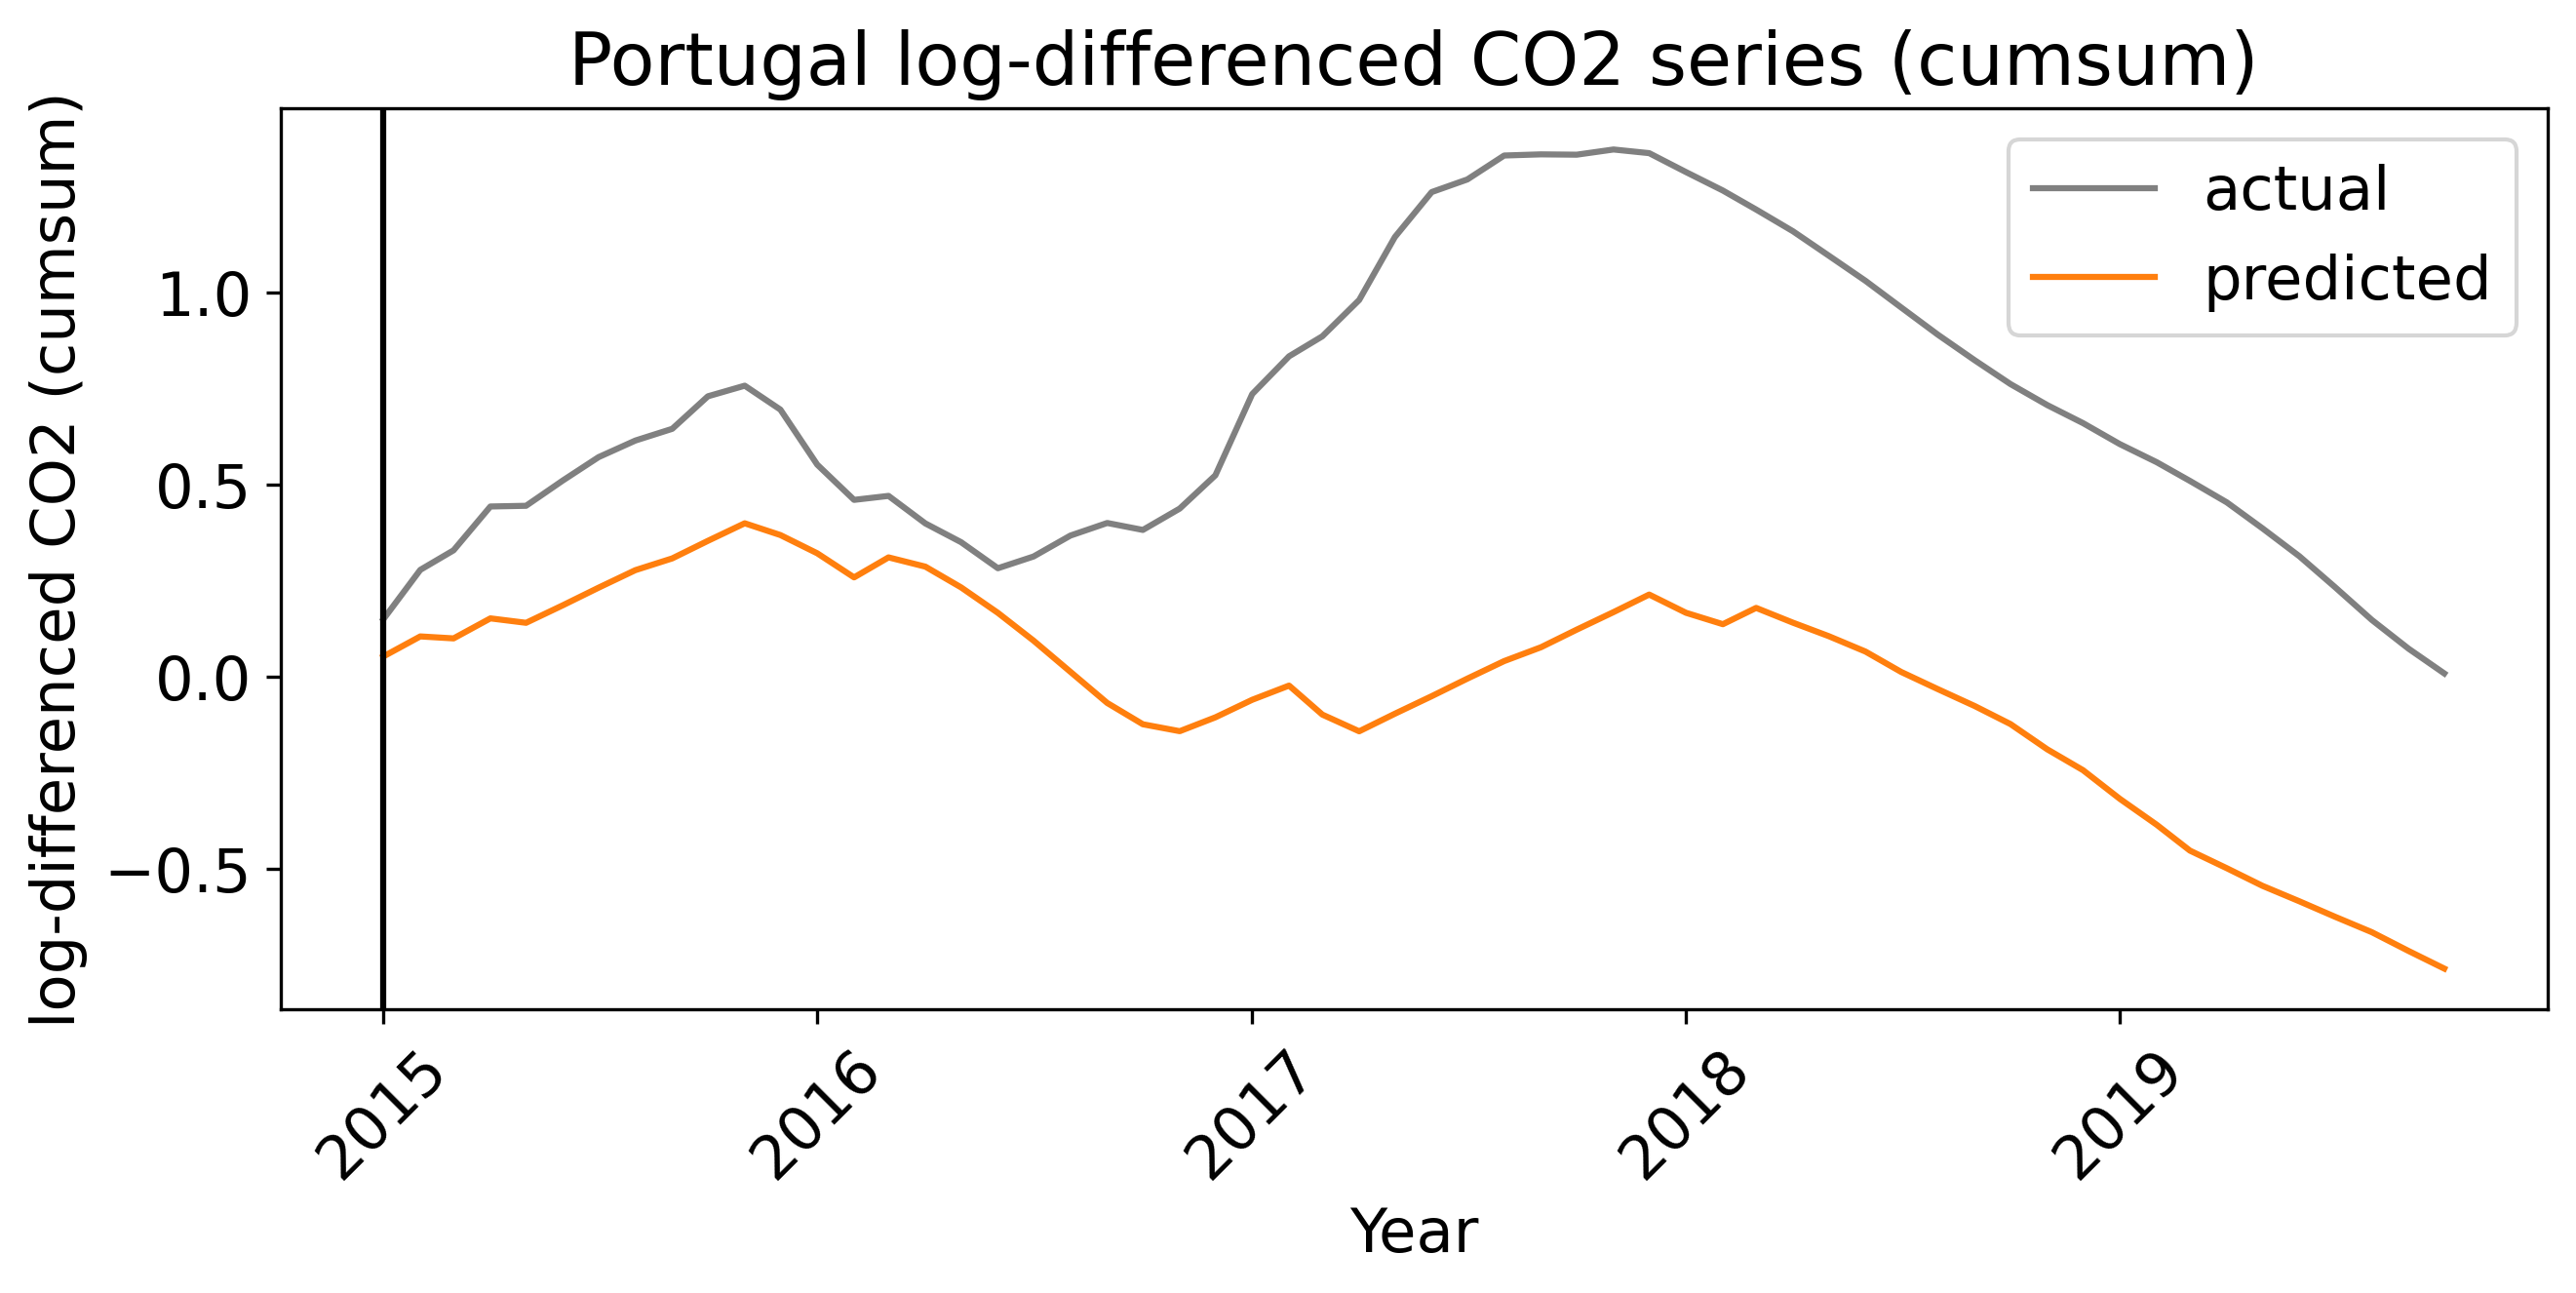 Portugal log-differenced CO2 series (cumsum)
log-differenced CO2 (cumsum)
1.0
0.5
0.0
−0.5
actual
predicted
2015
2016
2017
2018
2019
Year